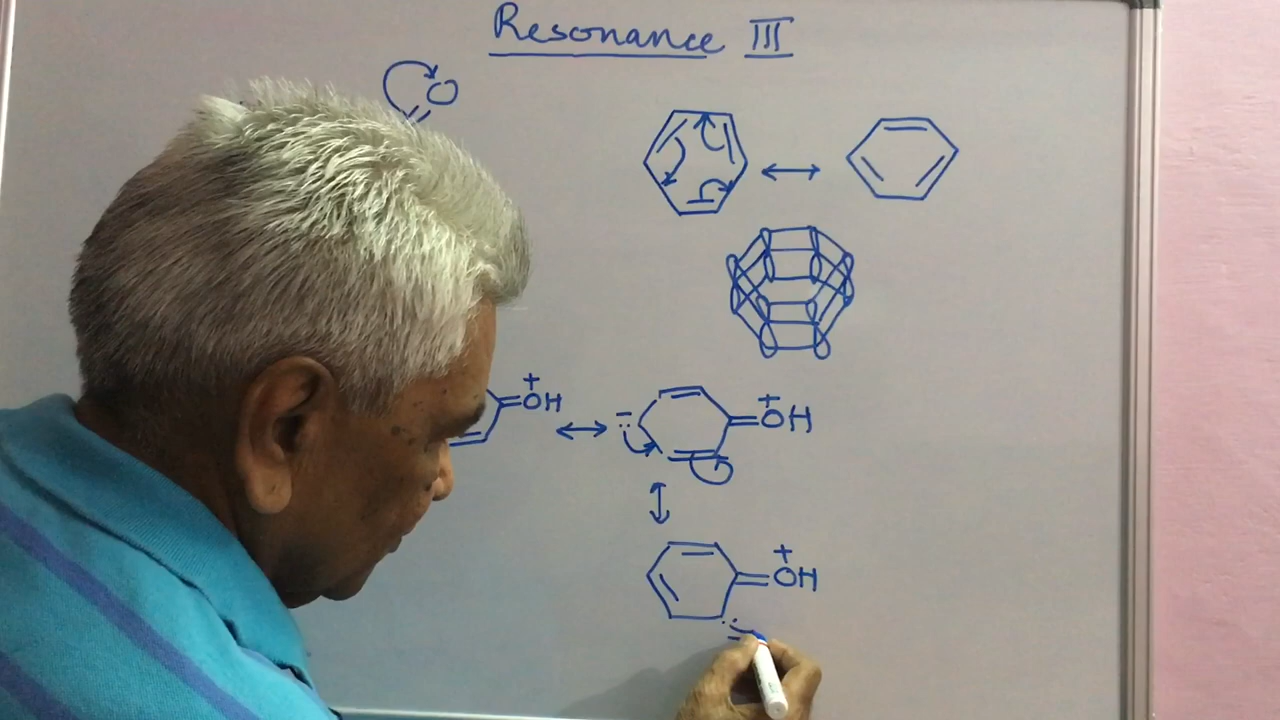 Resonance III
O
+
OH
+
OH
+
OH